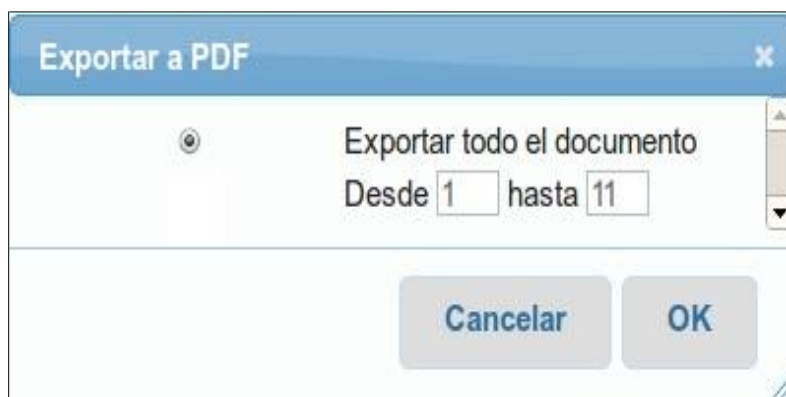 Exportar a PDF
Exportar todo el documento
Desde 1 hasta 11
Cancelar OK